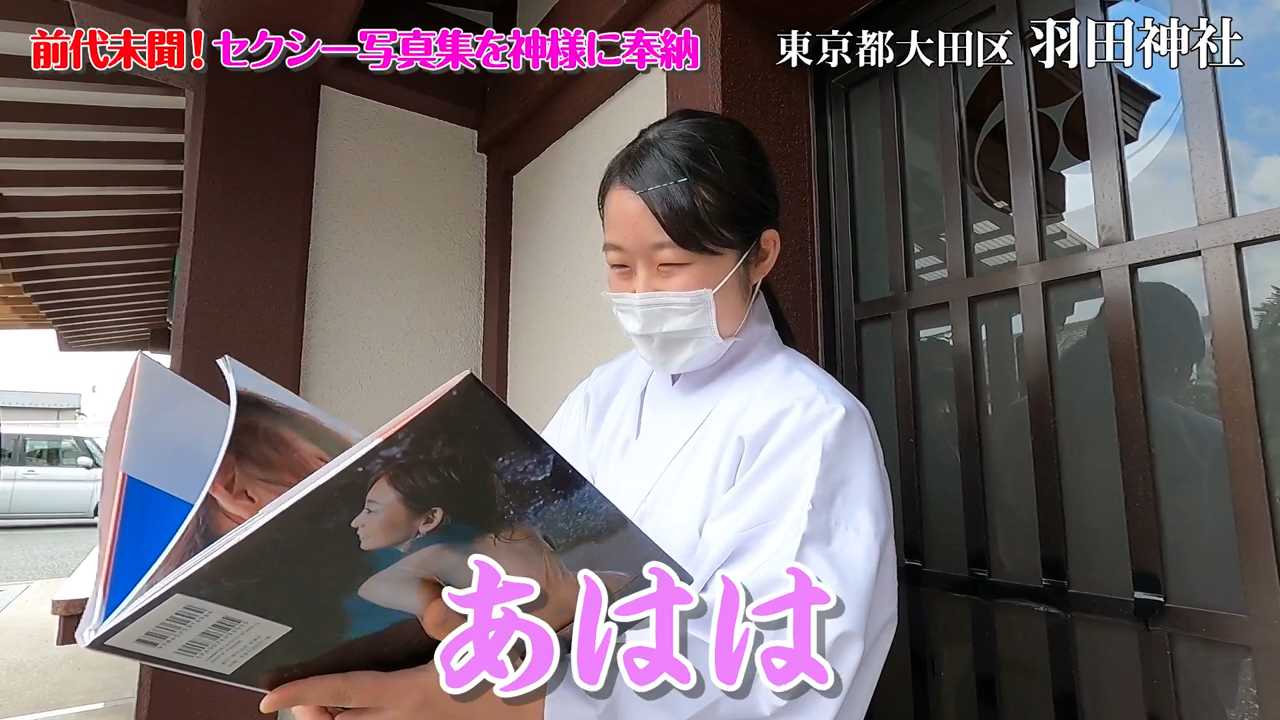 前代未聞!セクシー写真集を神様に奉納
東京都大田区 羽田神社
あはは